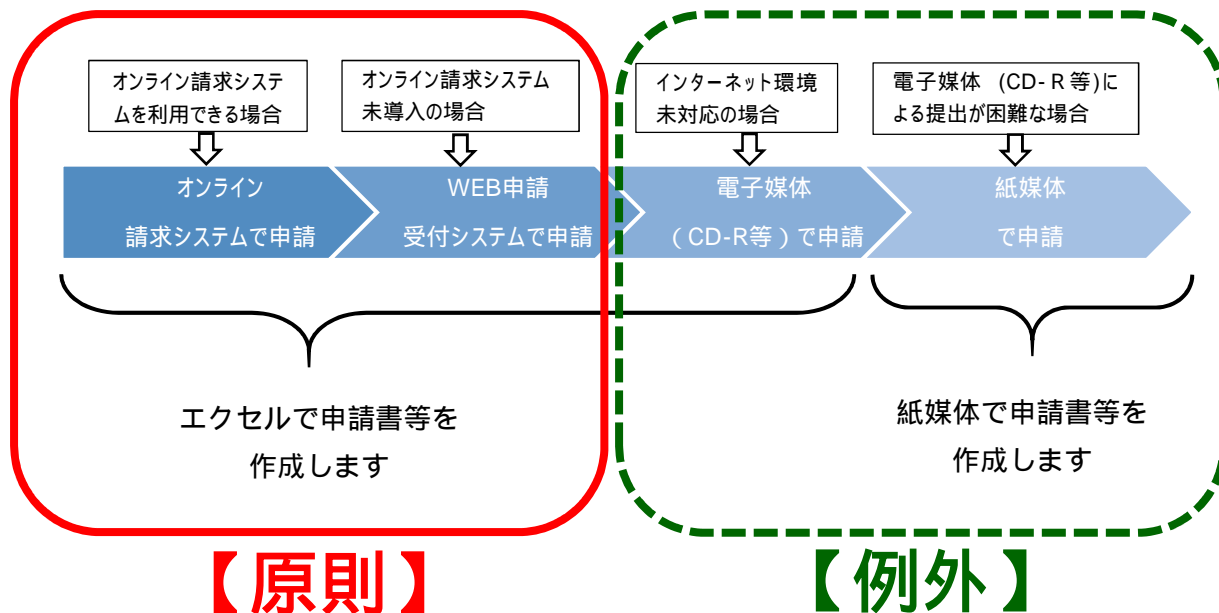 オンライン請求システ
ムを利用できる場合
オンライン請求システム
未導入の場合
インターネット環境
未対応の場合
電子媒体 (CD-R等)に
よる提出が困難な場合
オンライン
請求システムで申請
WEB申請
受付システムで申請
電子媒体
（CD-R等）で申請
紙媒体
で申請
エクセルで申請書等を
作成します
紙媒体で申請書等を
作成します
【原則】
【例外】